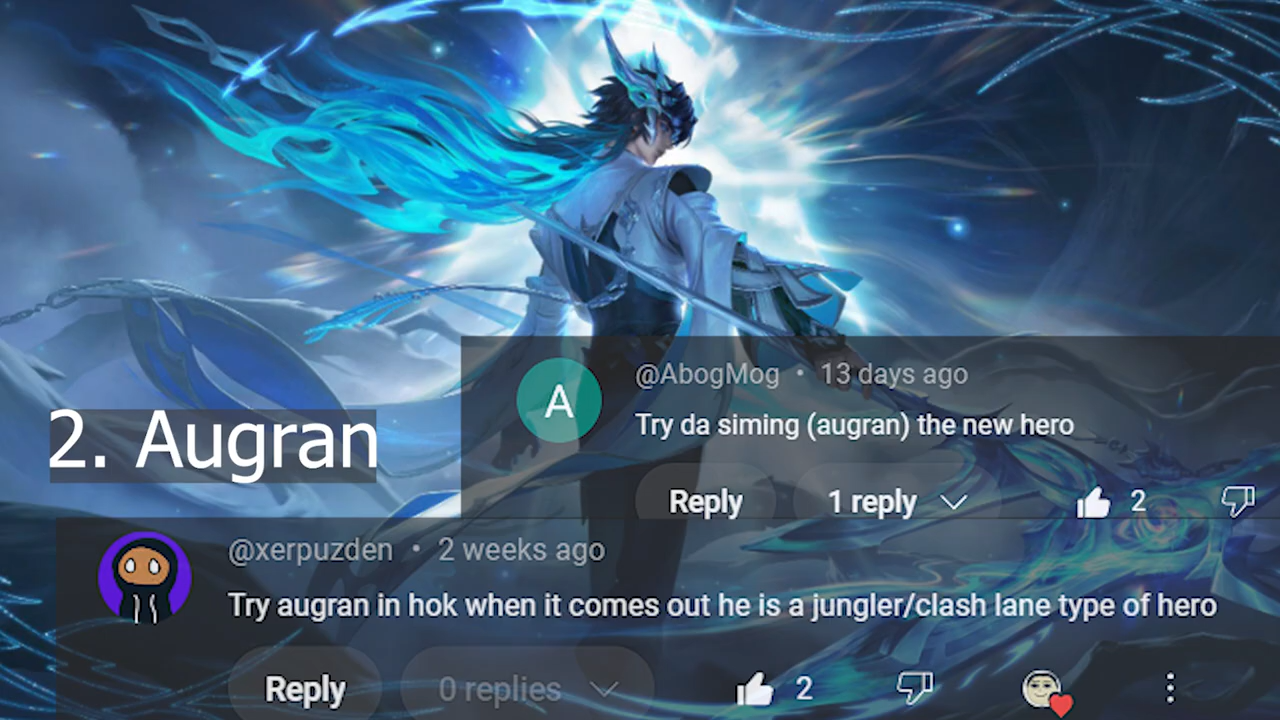 @AbogMog • 13 days ago
A
Try da siming (augran) the new hero
2. Augran
Reply 1 reply 2
@xerpuzden • 2 weeks ago
Try augran in hok when it comes out he is a jungler/clash lane type of hero
Reply 0 replies 2